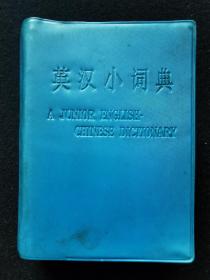 英汉小词典
A JUNIOR ENGLISH-
CHINESE DICTIONARY